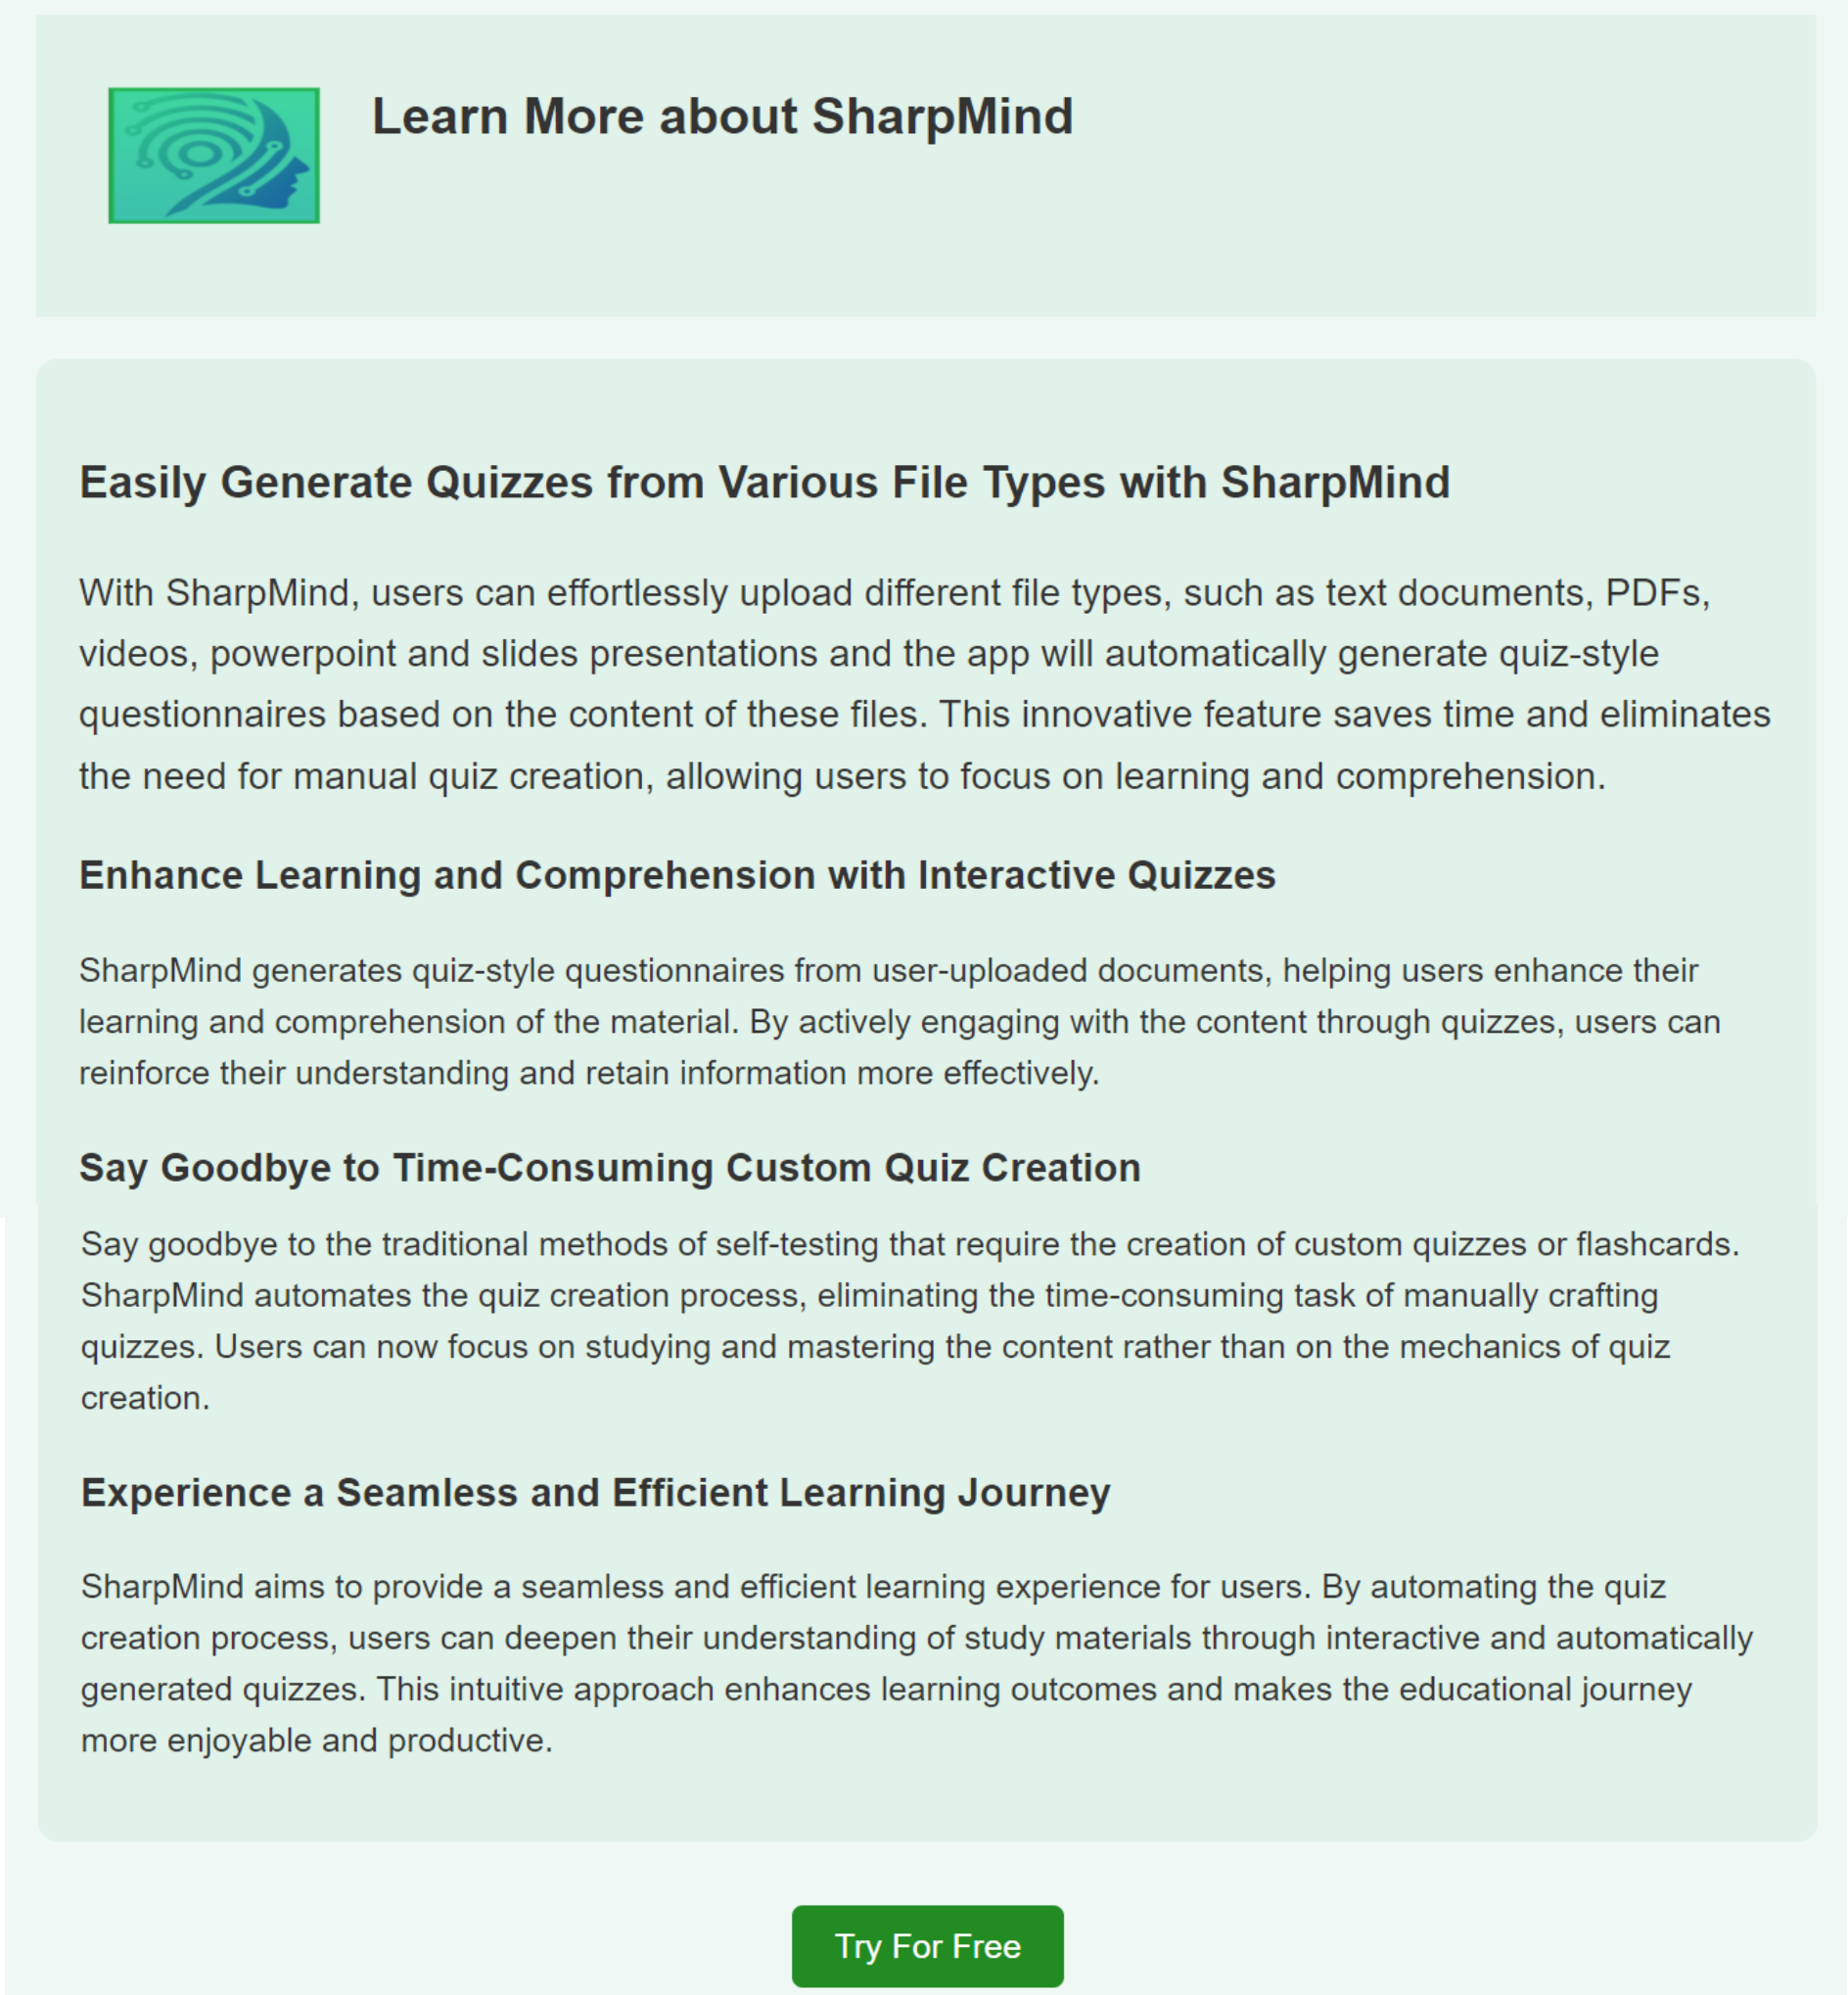 Learn More about SharpMind
Easily Generate Quizzes from Various File Types with SharpMind
With SharpMind, users can effortlessly upload different file types, such as text documents, PDFs,
videos, powerpoint and slides presentations and the app will automatically generate quiz-style
questionnaires based on the content of these files. This innovative feature saves time and eliminates
the need for manual quiz creation, allowing users to focus on learning and comprehension.
Enhance Learning and Comprehension with Interactive Quizzes
SharpMind generates quiz-style questionnaires from user-uploaded documents, helping users enhance their
learning and comprehension of the material. By actively engaging with the content through quizzes, users can
reinforce their understanding and retain information more effectively.
Say Goodbye to Time-Consuming Custom Quiz Creation
Say goodbye to the traditional methods of self-testing that require the creation of custom quizzes or flashcards.
SharpMind automates the quiz creation process, eliminating the time-consuming task of manually crafting
quizzes. Users can now focus on studying and mastering the content rather than on the mechanics of quiz
creation.
Experience a Seamless and Efficient Learning Journey
SharpMind aims to provide a seamless and efficient learning experience for users. By automating the quiz
creation process, users can deepen their understanding of study materials through interactive and automatically
generated quizzes. This intuitive approach enhances learning outcomes and makes the educational journey
more enjoyable and productive.
Try For Free